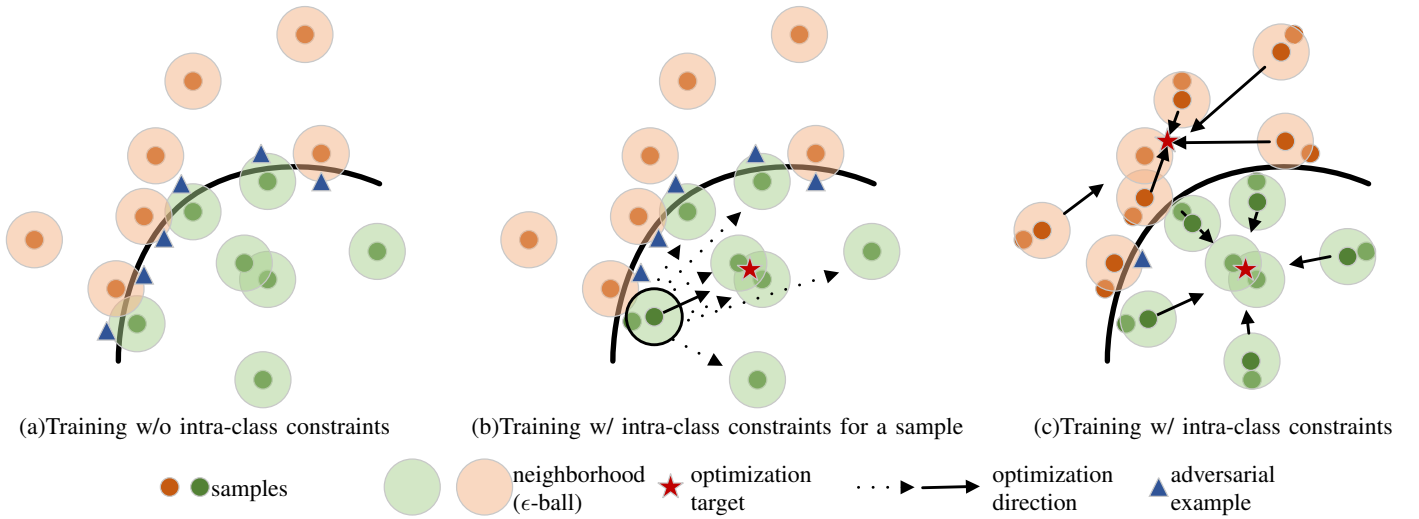 (a)Training w/o intra-class constraints
(b)Training w/ intra-class constraints for a sample
(c)Training w/ intra-class constraints
samples
neighborhood
(ϵ-ball)
optimization
target
optimization
direction
adversarial
example